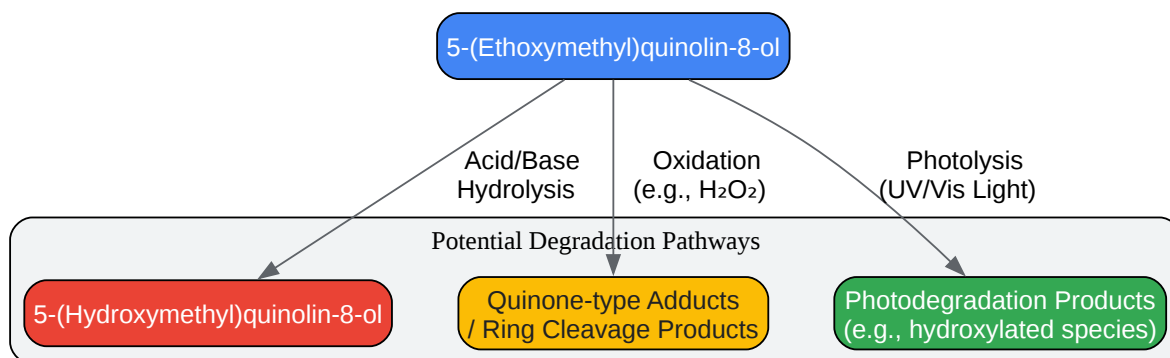 5-(Ethoxymethyl)quinolin-8-ol
Acid/Base
Hydrolysis
Oxidation
(e.g., H₂O₂)
Photolysis
(UV/Vis Light)
Potential Degradation Pathways
5-(Hydroxymethyl)quinolin-8-ol
Quinone-type Adducts
/ Ring Cleavage Products
Photodegradation Products
(e.g., hydroxylated species)